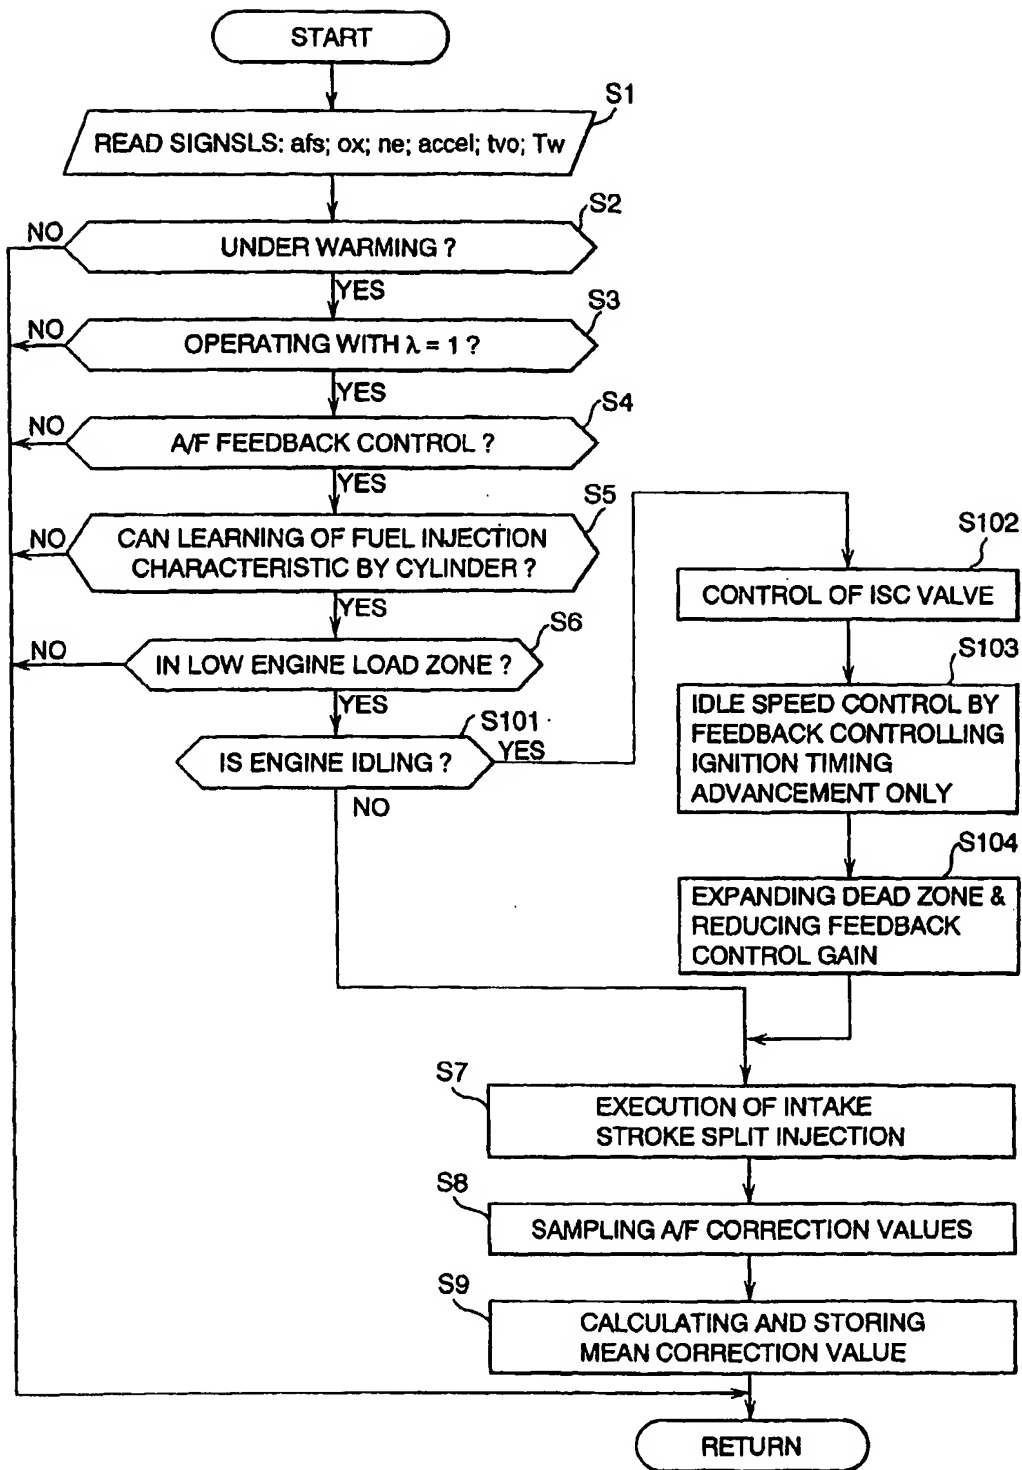 START
S1
READ SIGNSLS: afs; ox; ne; accel; tvo; Tw
S2
NO
UNDER WARMING ?
YES
S3
NO
OPERATING WITH λ = 1 ?
YES
S4
NO
A/F FEEDBACK CONTROL ?
YES
S5
NO
CAN LEARNING OF FUEL INJECTION
CHARACTERISTIC BY CYLINDER ?
YES
S6
NO
IN LOW ENGINE LOAD ZONE ?
YES
S101
IS ENGINE IDLING ?
YES
NO
S102
CONTROL OF ISC VALVE
S103
IDLE SPEED CONTROL BY
FEEDBACK CONTROLLING
IGNITION TIMING
ADVANCEMENT ONLY
S104
EXPANDING DEAD ZONE &
REDUCING FEEDBACK
CONTROL GAIN
S7
EXECUTION OF INTAKE
STROKE SPLIT INJECTION
S8
SAMPLING A/F CORRECTION VALUES
S9
CALCULATING AND STORING
MEAN CORRECTION VALUE
RETURN